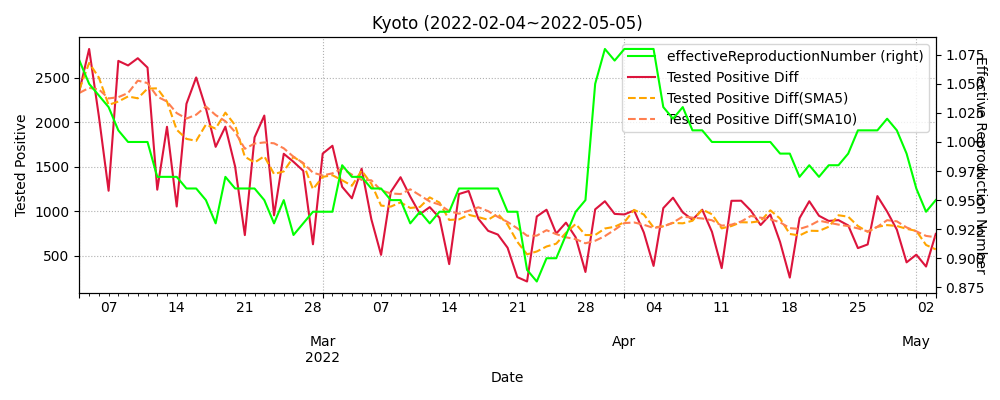 Kyoto (2022-02-04~2022-05-05)
effectiveReproductionNumber (right)
Tested Positive Diff
Tested Positive Diff(SMA5)
Tested Positive Diff(SMA10)
Tested Positive
2500
2000
1500
1000
500
1.075
1.050
1.025
1.000
0.975
0.950
0.925
0.900
0.875
Effective Reproduction Number
07 14 21 28 07 14 21 28 04 11 18 25 02
Mar Apr May
2022
Date